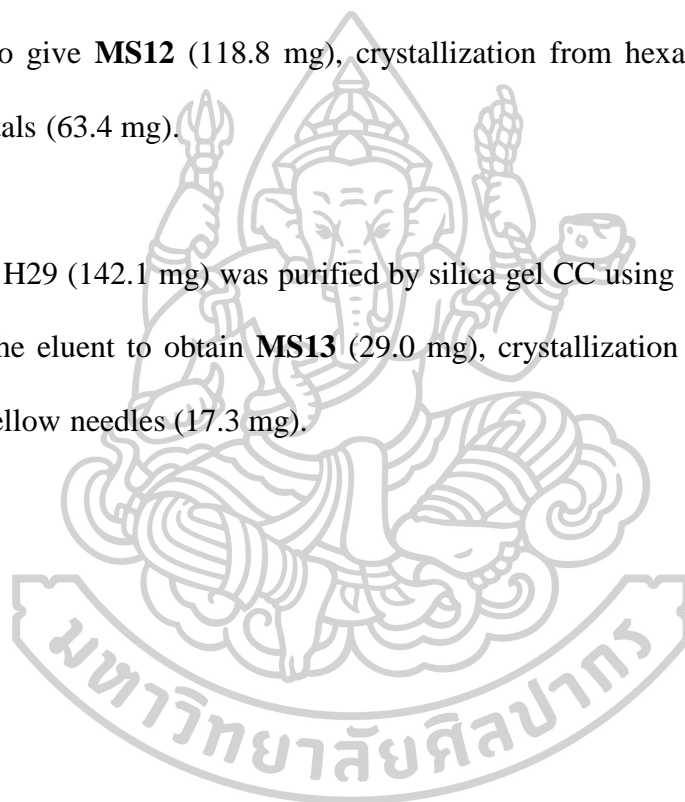 o give MS12 (118.8 mg), crystallization from hexa
tals (63.4 mg).
H29 (142.1 mg) was purified by silica gel CC using
ne eluent to obtain MS13 (29.0 mg), crystallization
ellow needles (17.3 mg).
มหาวิทยาลัยศิลปากร